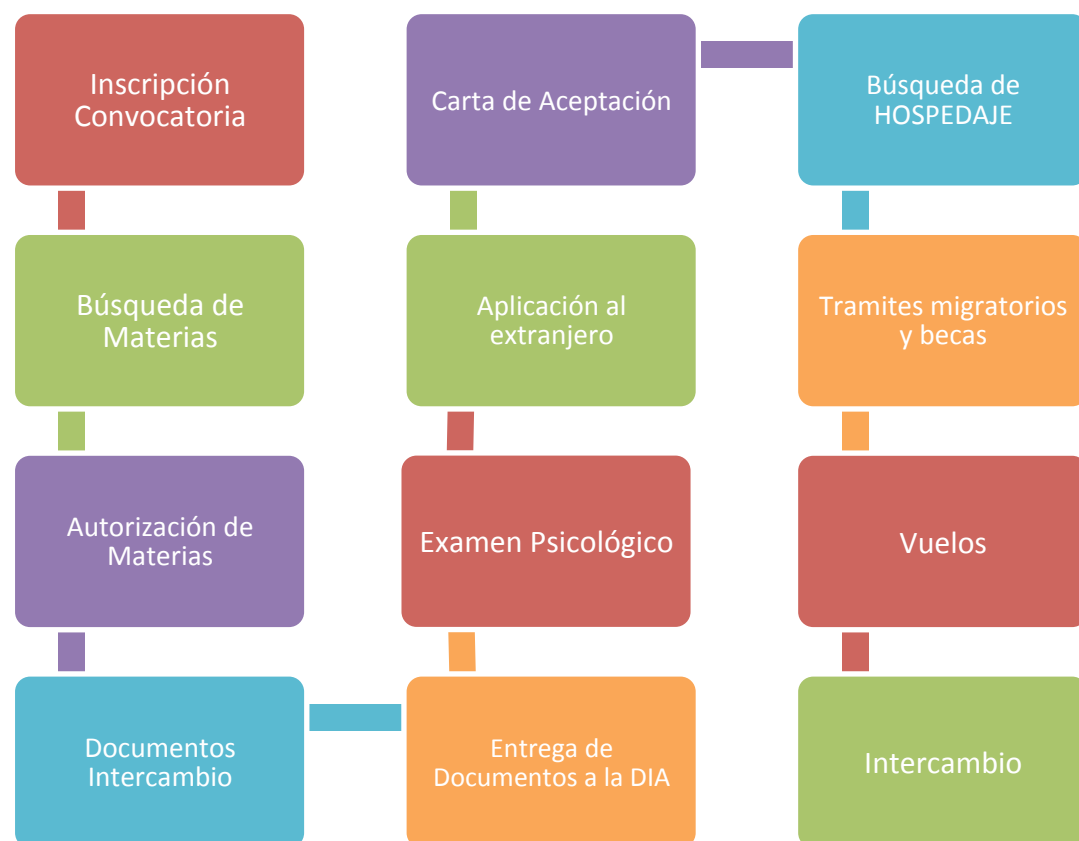 Inscripción
Convocatoria
Búsqueda de
Materias
Autorización de
Materias
Documentos
Intercambio
Entrega de
Documentos a la DIA
Examen Psicológico
Aplicación al
extranjero
Carta de Aceptación
Búsqueda de
HOSPEDAJE
Tramites migratorios
y becas
Vuelos
Intercambio